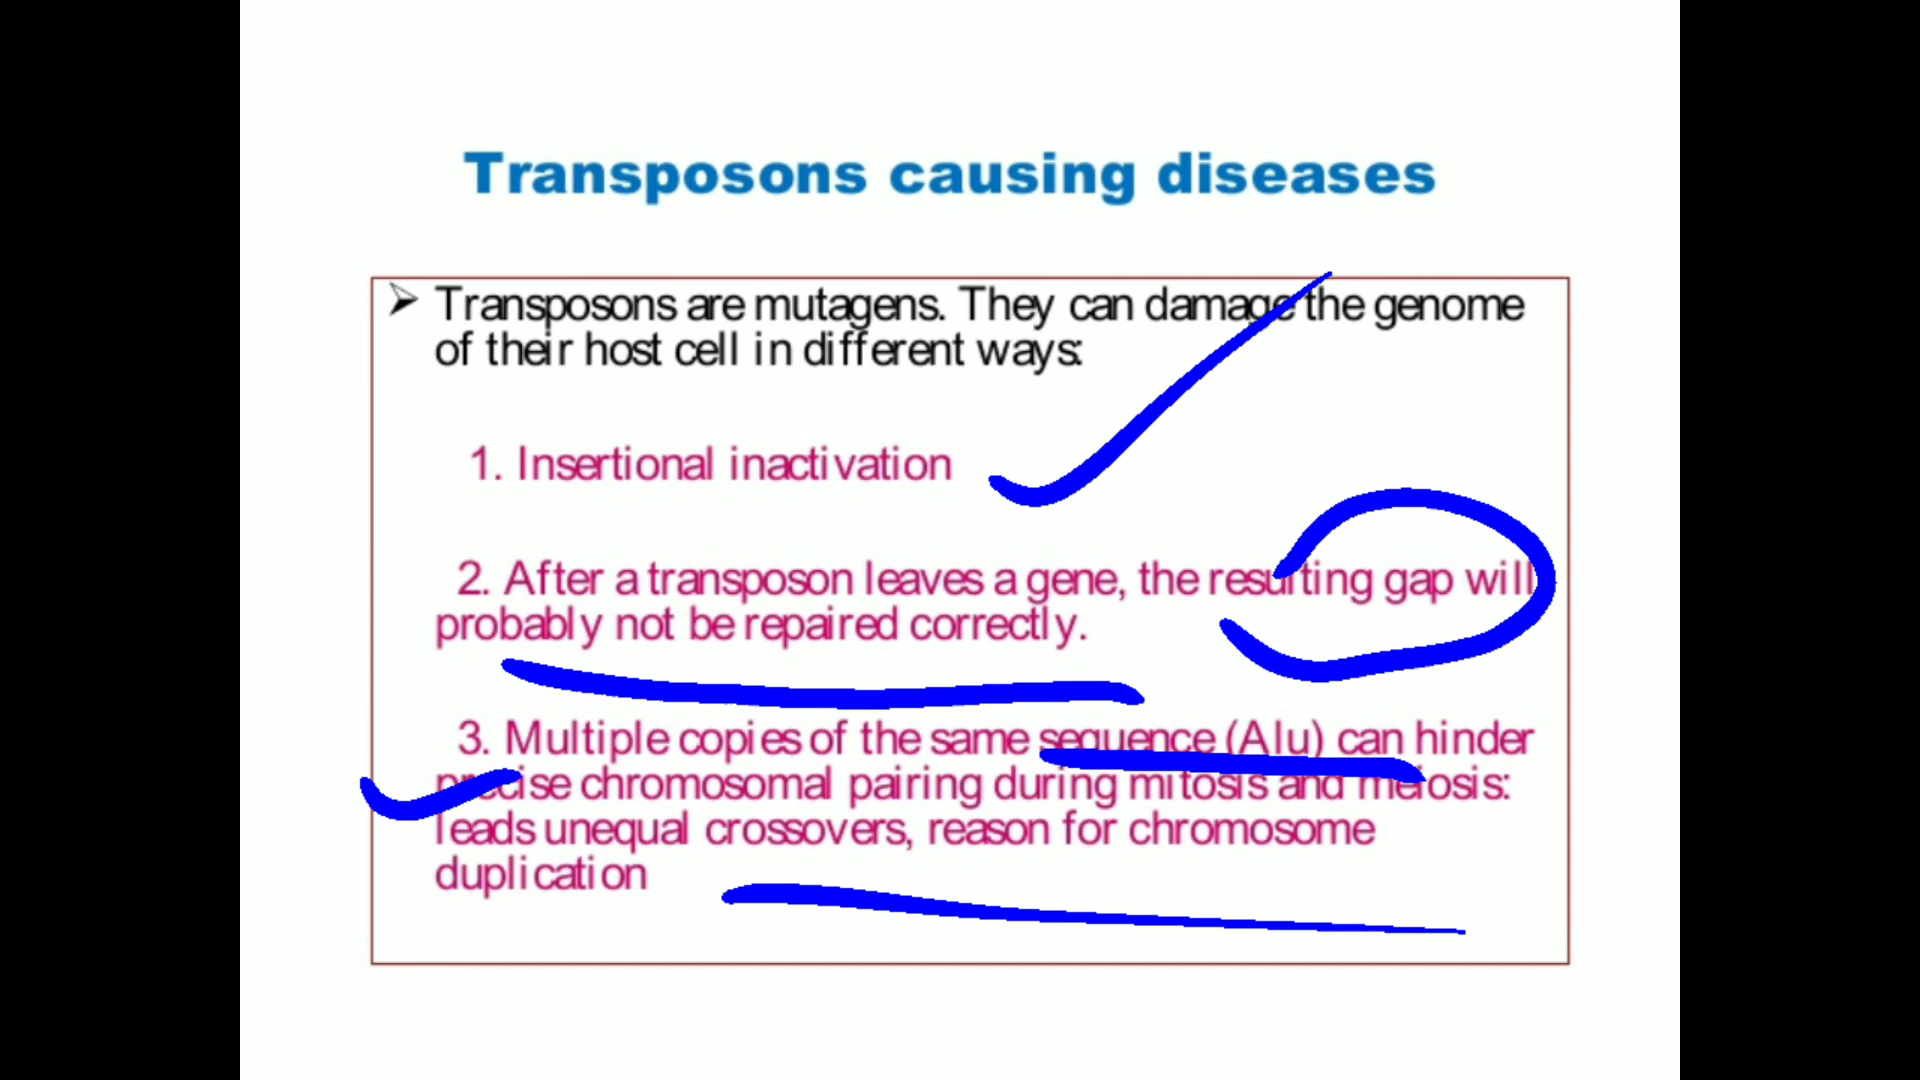 Transposons causing diseases
➢ Transposons are mutagens. They can damage the genome
of their host cell in different ways:
1. Insertional inactivation
2. After a transposon leaves a gene, the resulting gap will
probably not be repaired correctly.
3. Multiple copies of the same sequence (Alu) can hinder
precise chromosomal pairing during mitosis and meiosis:
leads unequal crossovers, reason for chromosome
duplication